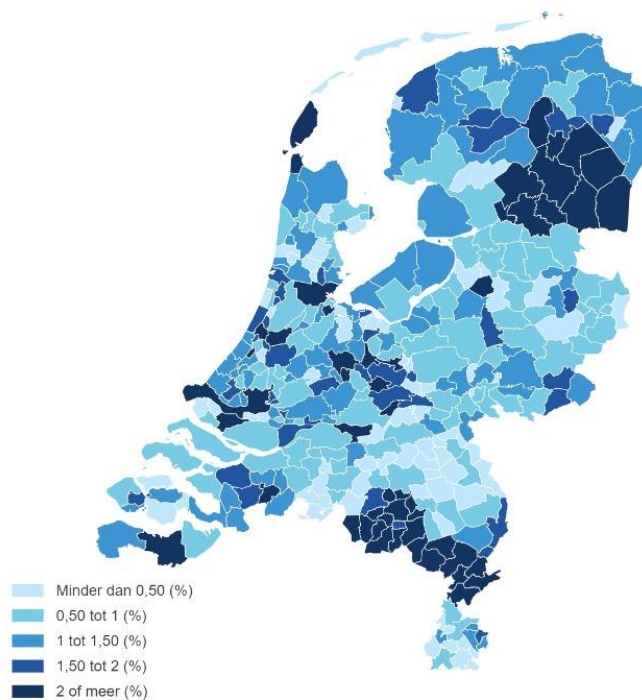 Minder dan 0,50 (%)
0,50 tot 1 (%)
1 tot 1,50 (%)
1,50 tot 2 (%)
2 of meer (%)